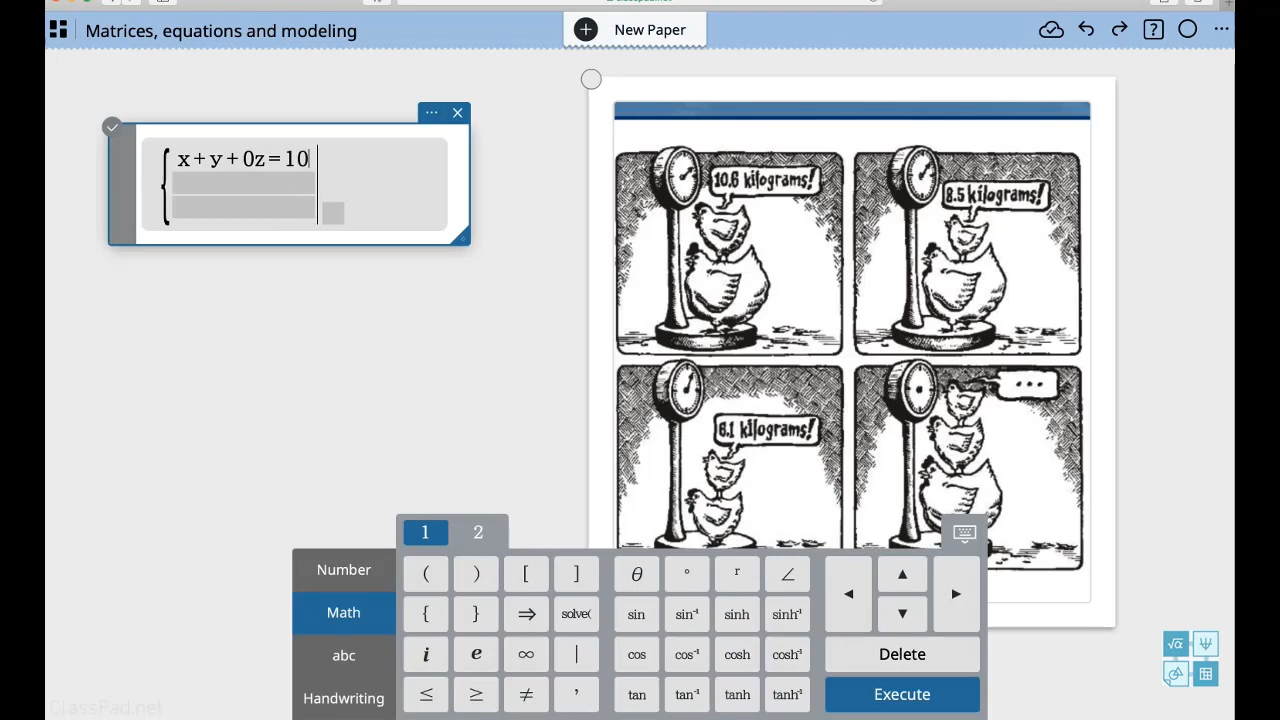 Matrices, equations and modeling
New Paper
?
...
...
x + y + 0z = 10
10.6 kilograms!
8.5 kilograms!
6.1 kilograms!
...
1 2
Number
Math
abc
Handwriting
( ) [ ] θ ° r ∠
{ } ⇒ solve( sin sin⁻¹ sinh sinh⁻¹
i e ∞ | cos cos⁻¹ cosh cosh⁻¹
≤ ≥ ≠ , tan tan⁻¹ tanh tanh⁻¹
Delete
Execute
√α
ClassPad.net